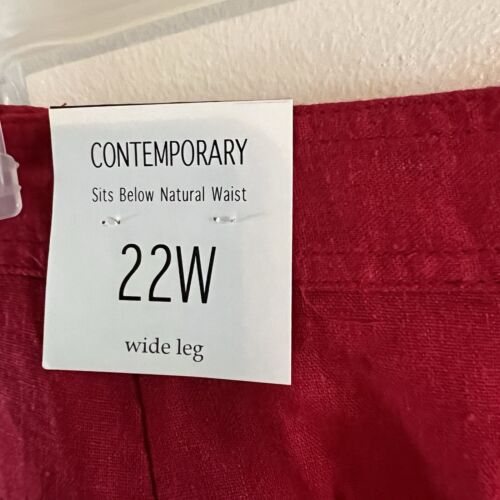 CONTEMPORARY
Sits Below Natural Waist
22W
wide leg